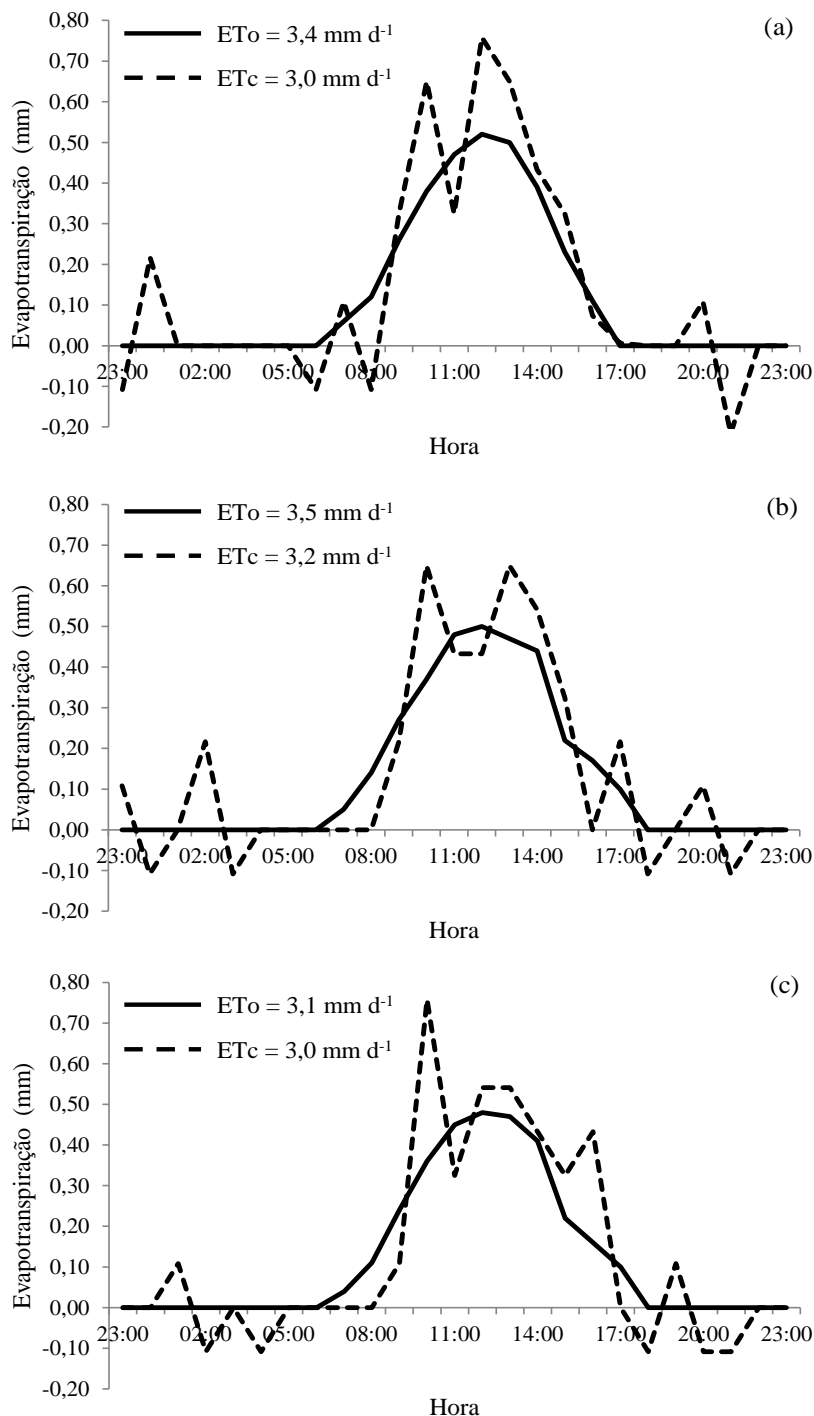 (a)
ETo = 3,4 mm d-1
ETc = 3,0 mm d-1
Evapotranspiração (mm)
0,80
0,70
0,60
0,50
0,40
0,30
0,20
0,10
0,00
-0,10
-0,20
23:00 02:00 05:00 08:00 11:00 14:00 17:00 20:00 23:00
Hora
(b)
ETo = 3,5 mm d-1
ETc = 3,2 mm d-1
Evapotranspiração (mm)
0,80
0,70
0,60
0,50
0,40
0,30
0,20
0,10
0,00
-0,10
-0,20
23:00 02:00 05:00 08:00 11:00 14:00 17:00 20:00 23:00
Hora
(c)
ETo = 3,1 mm d-1
ETc = 3,0 mm d-1
Evapotranspiração (mm)
0,80
0,70
0,60
0,50
0,40
0,30
0,20
0,10
0,00
-0,10
-0,20
23:00 02:00 05:00 08:00 11:00 14:00 17:00 20:00 23:00
Hora